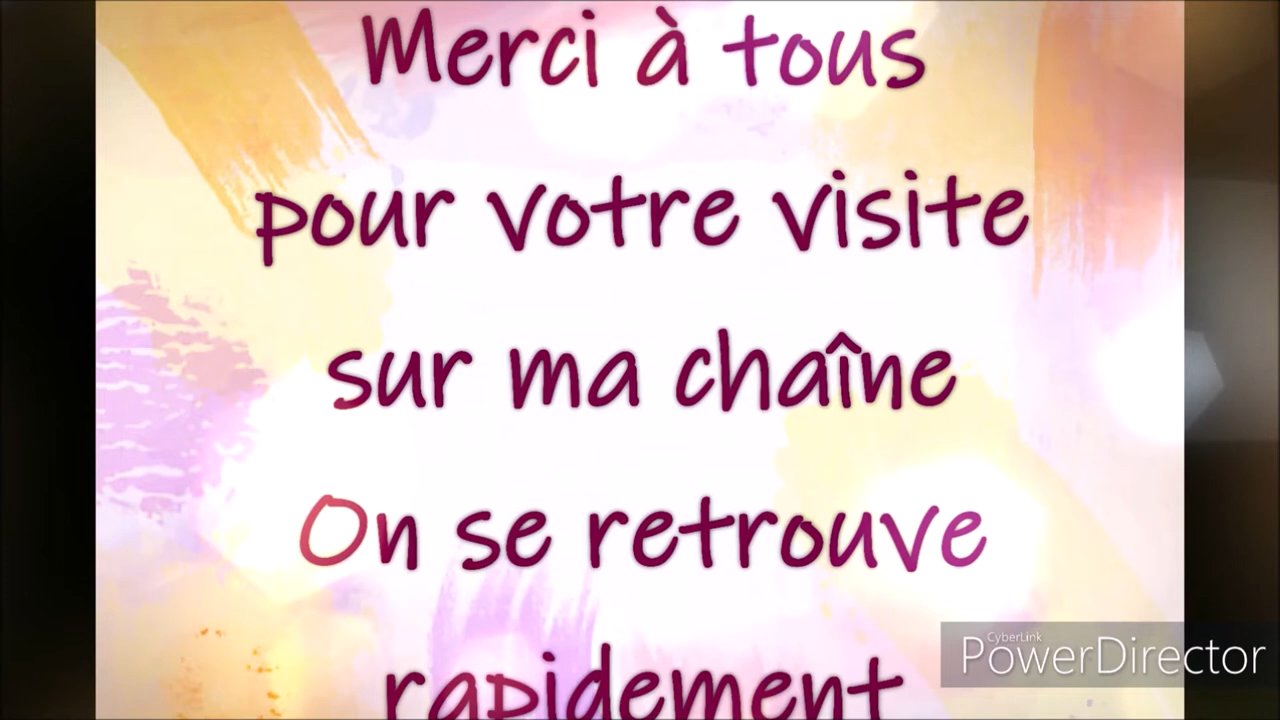 Merci à tous
pour votre visite
sur ma chaîne
On se retrouve
rapidement
CyberLink
PowerDirector